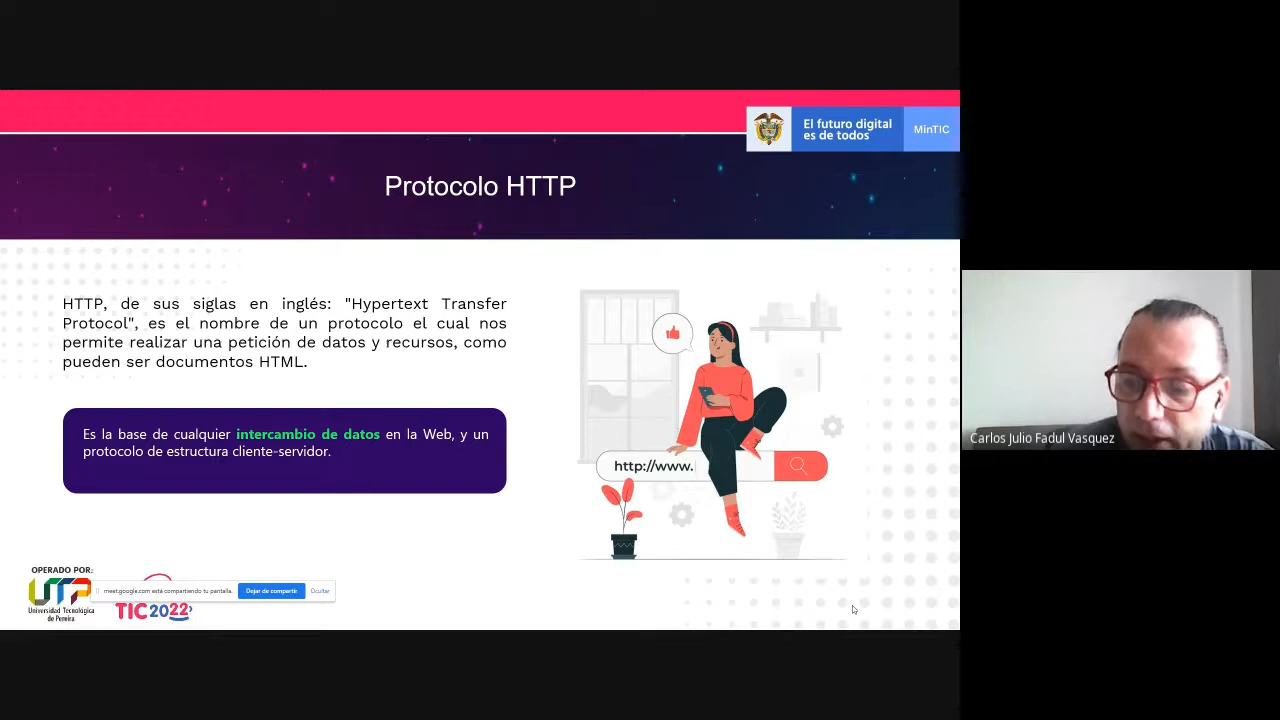 El futuro digital
es de todos
MinTIC
Protocolo HTTP
HTTP, de sus siglas en inglés: "Hypertext Transfer
Protocol", es el nombre de un protocolo el cual nos
permite realizar una petición de datos y recursos, como
pueden ser documentos HTML.
Es la base de cualquier intercambio de datos en la Web, y un
protocolo de estructura cliente-servidor.
http://www.
Carlos Julio Fadul Vasquez
OPERADO POR:
UTP
Universidad Tecnológica
de Pereira
meet.google.com está compartiendo tu pantalla.
Dejar de compartir
Ocultar
TIC2022